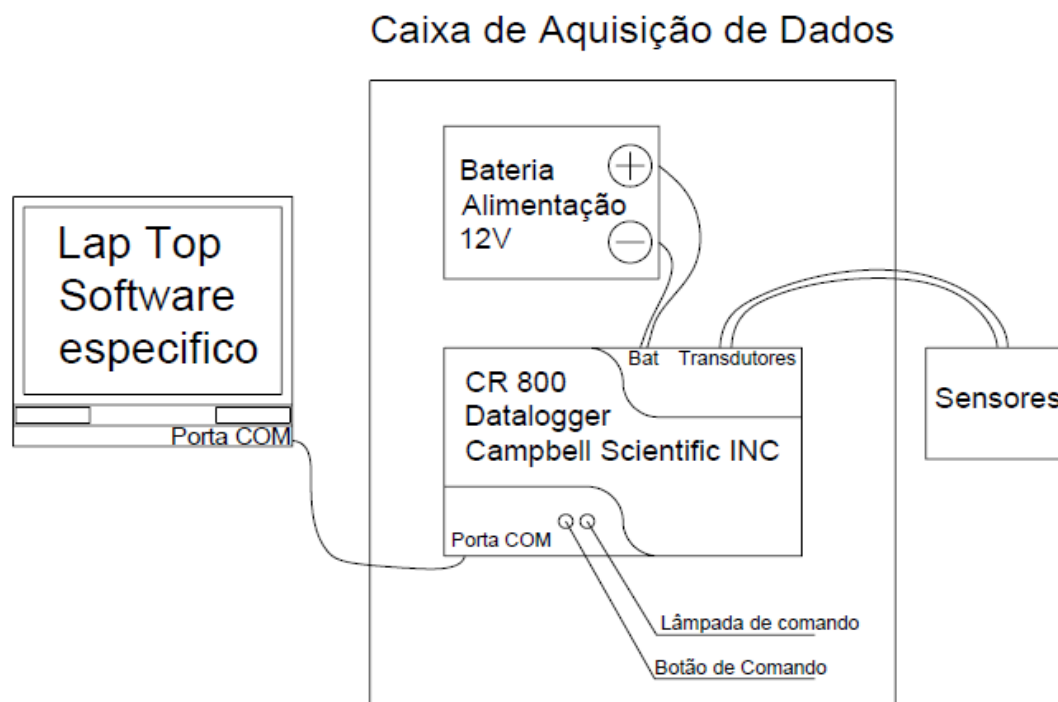 Caixa de Aquisição de Dados
Bateria
Alimentação
12V
Lap Top
Software
especifico
Porta COM
Bat
Transdutores
CR 800
Datalogger
Campbell Scientific INC
Sensores
Porta COM
Lâmpada de comando
Botão de Comando